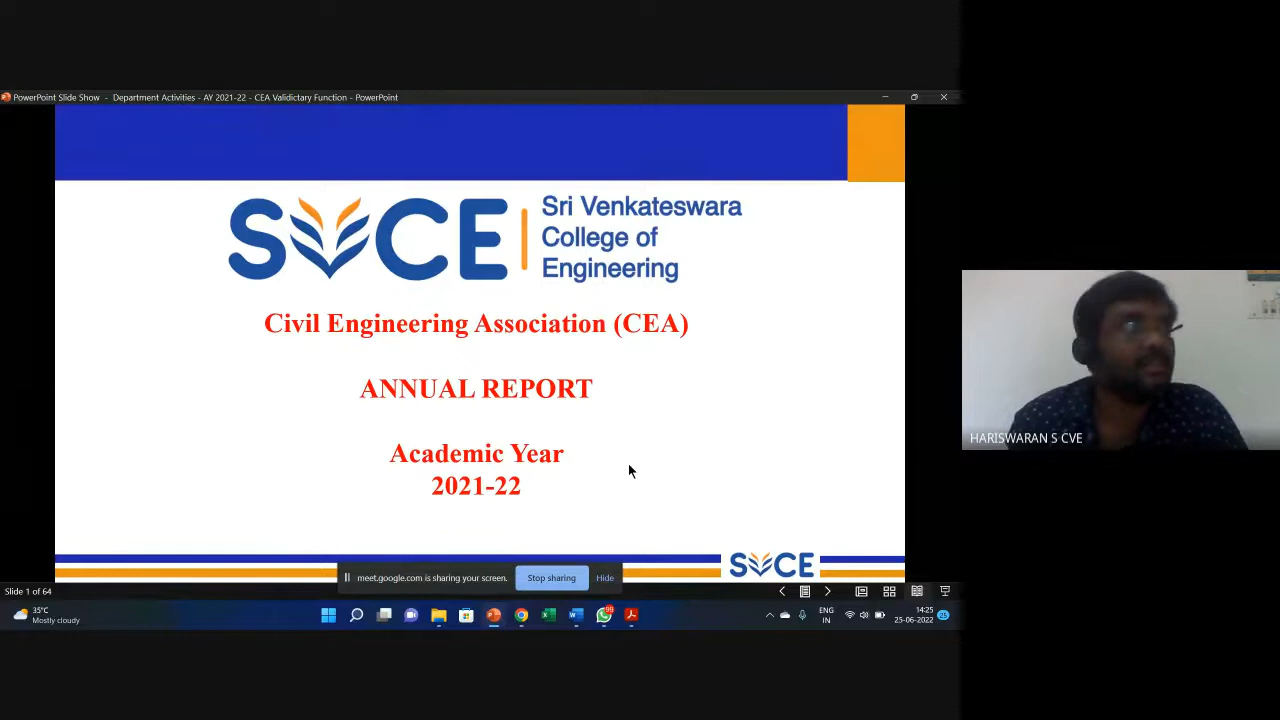 PowerPoint Slide Show - Department Activities - AY 2021-22 - CEA Validictary Function - PowerPoint
SVCE
Sri Venkateswara
College of
Engineering
Civil Engineering Association (CEA)
ANNUAL REPORT
Academic Year
2021-22
HARISWARAN S CVE
SVCE
meet.google.com is sharing your screen.
Stop sharing
Hide
Slide 1 of 64
35°C
Mostly cloudy
99
ENG
IN
14:25
25-06-2022
25